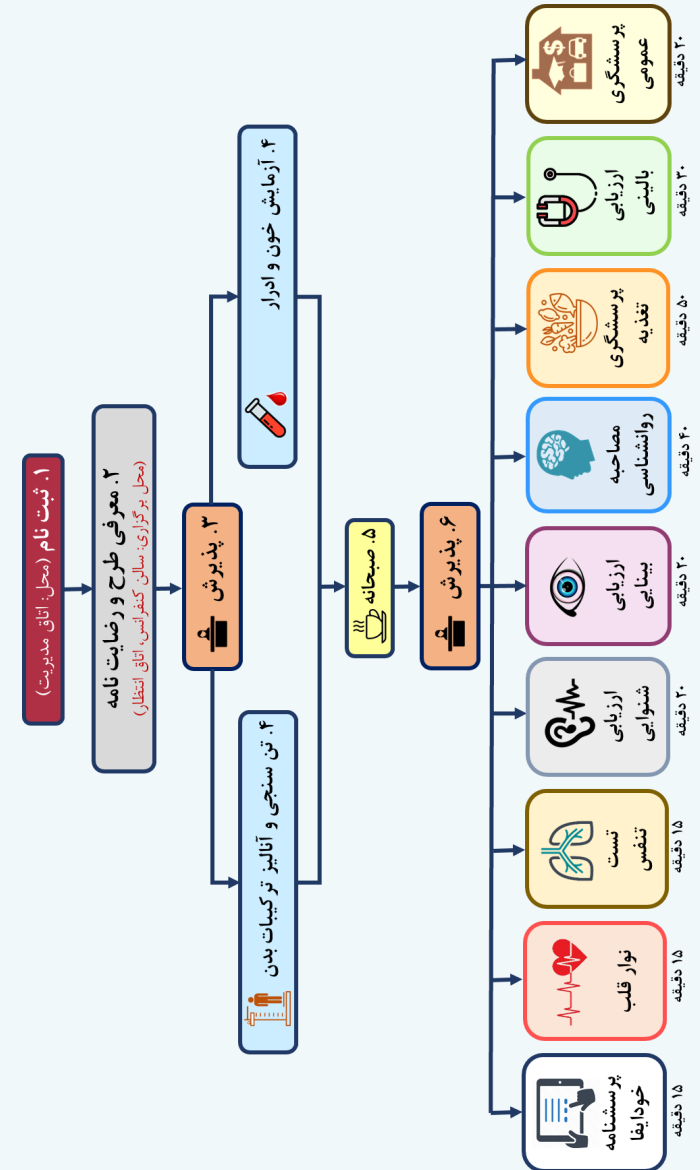 ۱. ثبت نام (محل: اتاق مدیریت)
۲. معرفی طرح و رضایت نامه
(محل برگزاری: سالن کنفرانس، اتاق انتظار)
۳. پذیرش
۴. آزمایش خون و ادرار
۴. تن سنجی و آنالیز ترکیبات بدن
۵. صبحانه
۶. پذیرش
پرسشگری
عمومی
۲۰ دقیقه
ارزیابی
بالینی
۳۰ دقیقه
پرسشگری
تغذیه
۵۰ دقیقه
مصاحبه
روانشناسی
۴۰ دقیقه
ارزیابی
بینایی
۲۰ دقیقه
ارزیابی
شنوایی
۲۰ دقیقه
تست
تنفس
۱۵ دقیقه
نوار قلب
۱۵ دقیقه
پرسشنامه
خودایفا
۱۵ دقیقه